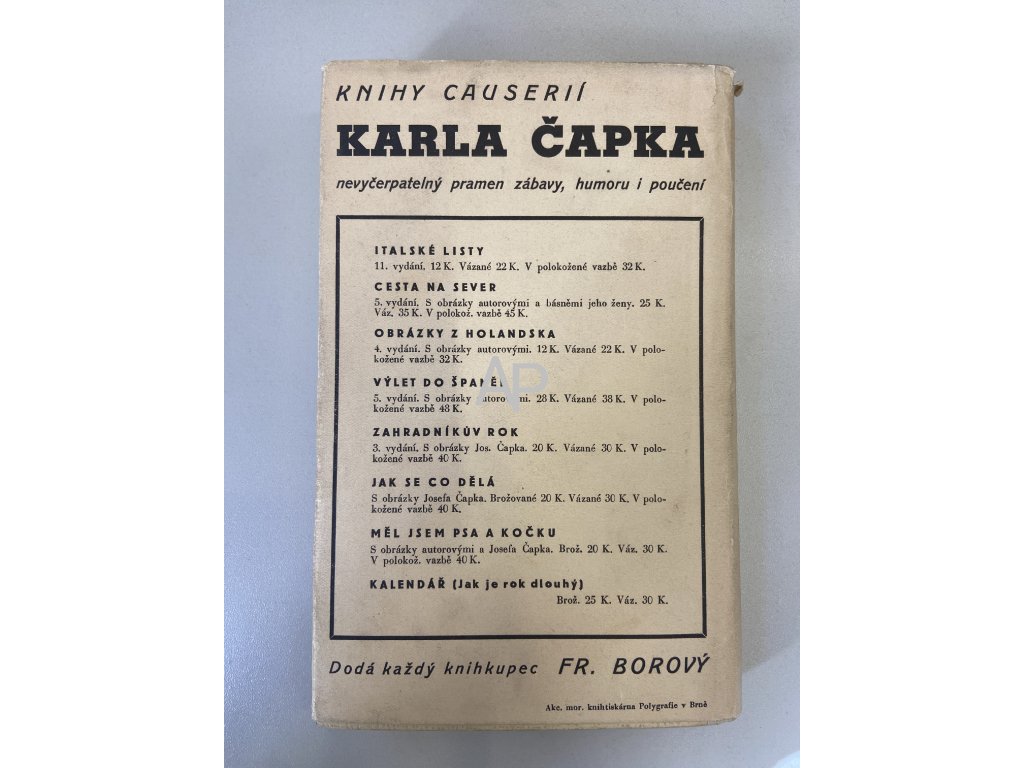 KNIHY CAUSERIÍ
KARLA ČAPKA
nevyčerpatelný pramen zábavy, humoru i poučení
ITALSKÉ LISTY
11. vydání. 12 K. Vázané 22 K. V polokožené vazbě 32 K.
CESTA NA SEVER
5. vydání. S obrázky autorovými a básněmi jeho ženy. 25 K.
Váz. 35 K. V polokož. vazbě 45 K.
OBRÁZKY Z HOLANDSKA
4. vydání. S obrázky autorovými. 12 K. Vázané 22 K. V polo-
kožené vazbě 32 K.
VÝLET DO ŠPANĚL
AP
5. vydání. S obrázky autorovými. 28 K. Vázané 38 K. V polo-
kožené vazbě 48 K.
ZAHRADNÍKŮV ROK
3. vydání. S obrázky Jos. Čapka. 20 K. Vázané 30 K. V polo-
kožené vazbě 40 K.
JAK SE CO DĚLÁ
S obrázky Josefa Čapka. Brožované 20 K. Vázané 30 K. V polo-
kožené vazbě 40 K.
MĚL JSEM PSA A KOČKU
S obrázky autorovými a Josefa Čapka. Brož. 20 K. Váz. 30 K.
V polokož. vazbě 40 K.
KALENDÁŘ (Jak je rok dlouhý)
Brož. 25 K. Váz. 30 K.
Dodá každý knihkupec FR. BOROVÝ
Akc. mor. knihtiskárna Polygrafie v Brně